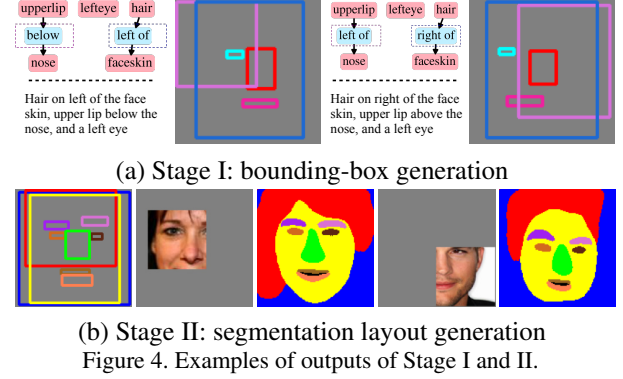 upperlip lefteye hair
below left of
nose faceskin
Hair on left of the face
skin, upper lip below the
nose, and a left eye
upperlip lefteye hair
left of right of
nose faceskin
Hair on right of the face
skin, upper lip above the
nose, and a left eye
(a) Stage I: bounding-box generation
(b) Stage II: segmentation layout generation
Figure 4. Examples of outputs of Stage I and II.